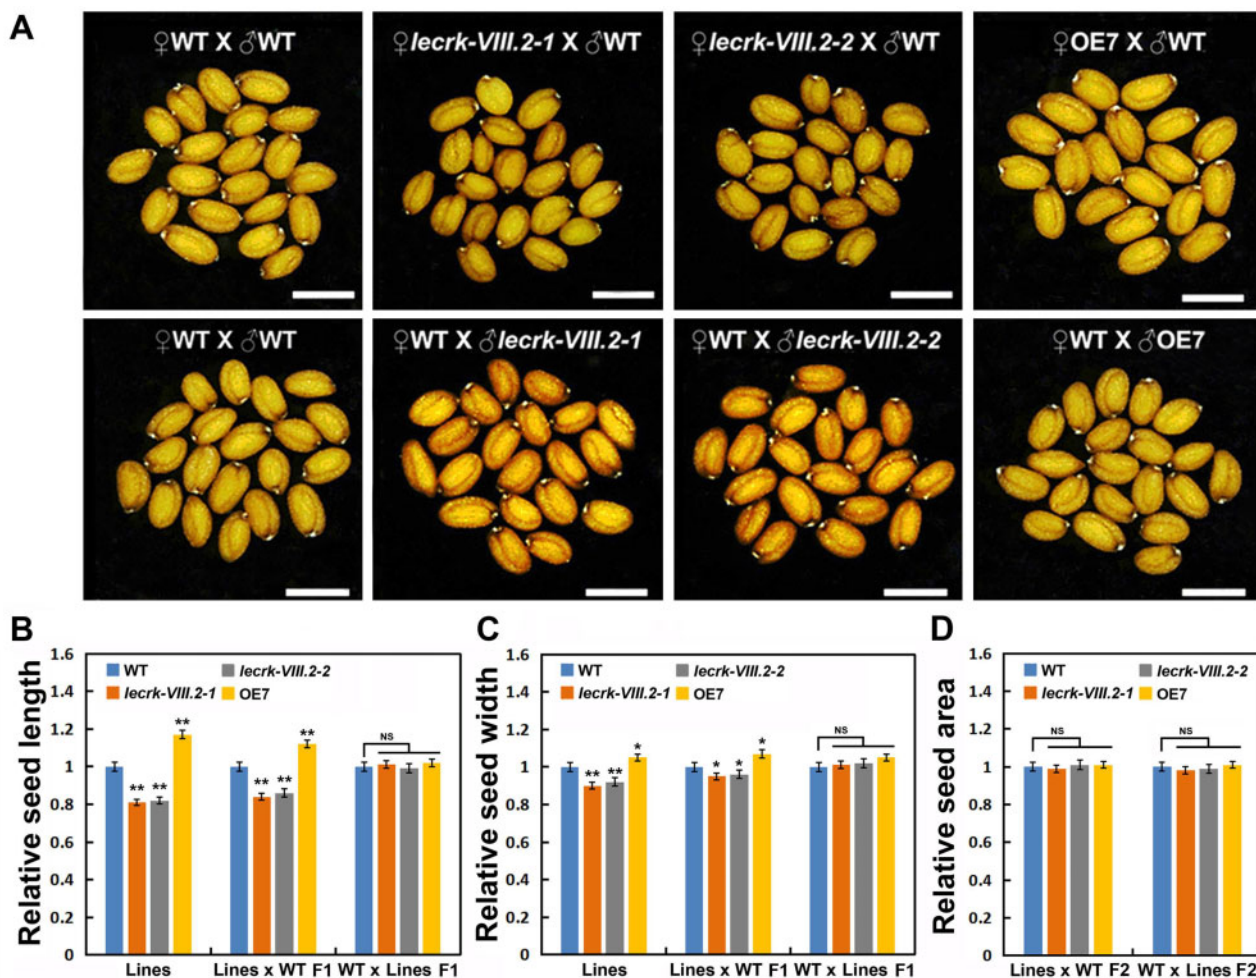 A
♀WT X ♂WT
♀lecrk-VIII.2-1 X ♂WT
♀lecrk-VIII.2-2 X ♂WT
♀OE7 X ♂WT
♀WT X ♂WT
♀WT X ♂lecrk-VIII.2-1
♀WT X ♂lecrk-VIII.2-2
♀WT X ♂OE7
B
Relative seed length
1.6
1.4
1.2
1
0.8
0.6
0.4
0.2
0
WT
lecrk-VIII.2-2
lecrk-VIII.2-1
OE7
** ** **
** ** **
NS
Lines
Lines x WT F1
WT x Lines F1
C
Relative seed width
1.6
1.4
1.2
1
0.8
0.6
0.4
0.2
0
WT
lecrk-VIII.2-2
lecrk-VIII.2-1
OE7
** ** *
* * *
NS
Lines
Lines x WT F1
WT x Lines F1
D
Relative seed area
1.6
1.4
1.2
1
0.8
0.6
0.4
0.2
0
WT
lecrk-VIII.2-2
lecrk-VIII.2-1
OE7
NS
NS
Lines x WT F2
WT x Lines F2